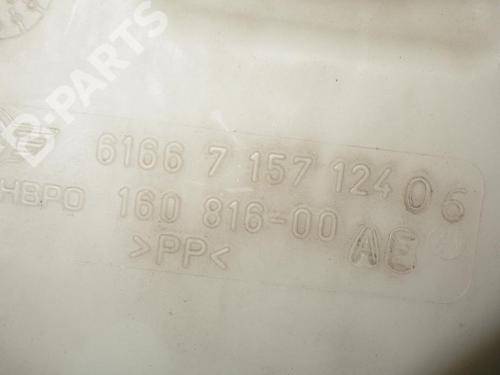 B-PARTS
6166 7 157 124 06
HBPO 160 816-00 AE
>PP<